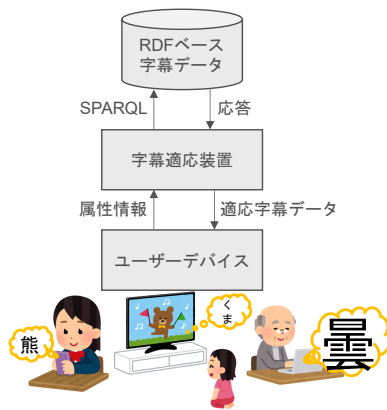 RDFベース
字幕データ
SPARQL
応答
字幕適応装置
属性情報
適応字幕データ
ユーザーデバイス
熊
くま
曇